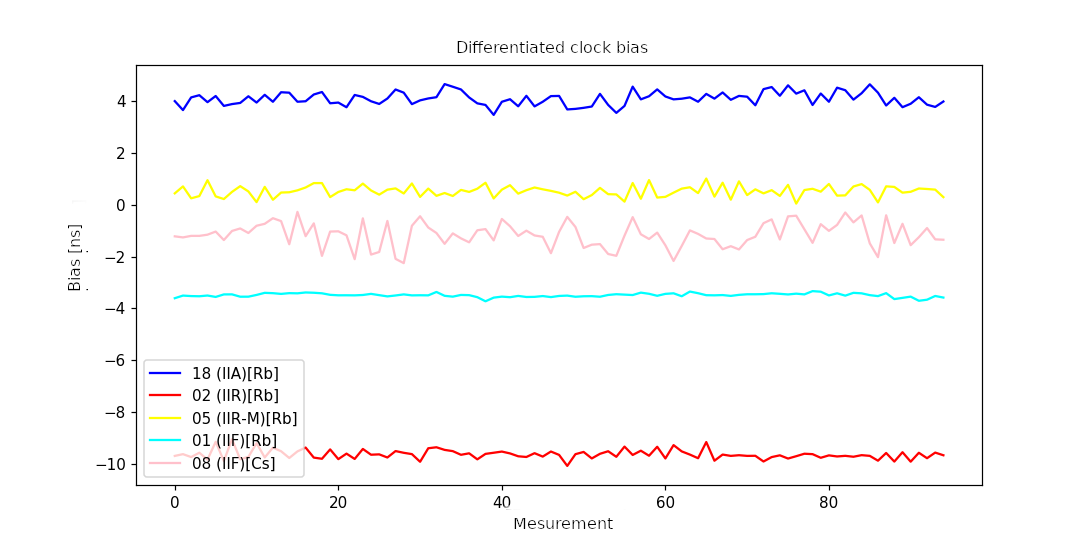 Differentiated clock bias
Bias [ns]
4
2
0
−2
−4
−6
−8
−10
18 (IIA)[Rb]
02 (IIR)[Rb]
05 (IIR-M)[Rb]
01 (IIF)[Rb]
08 (IIF)[Cs]
0 20 40 60 80
Mesurement